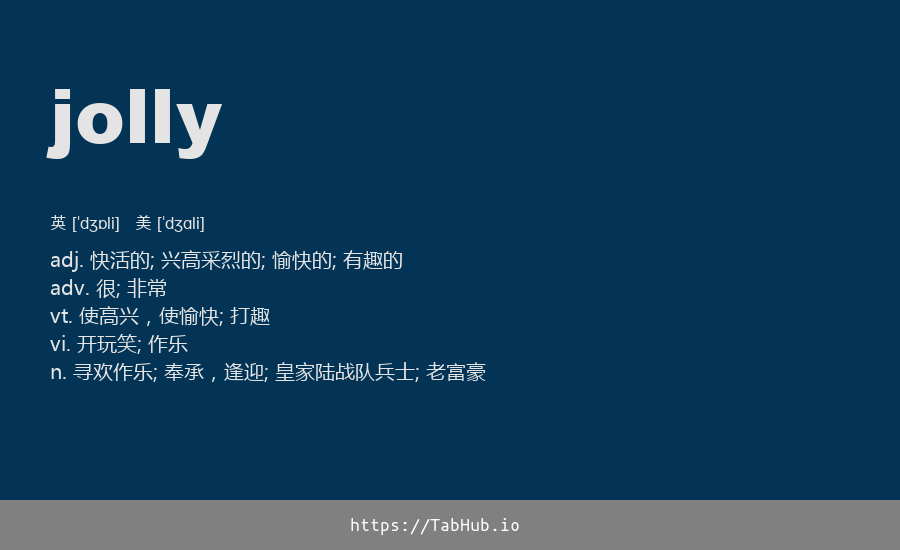 jolly
英 [ˈdʒɒli] 美 [ˈdʒɑli]
adj. 快活的; 兴高采烈的; 愉快的; 有趣的
adv. 很; 非常
vt. 使高兴，使愉快; 打趣
vi. 开玩笑; 作乐
n. 寻欢作乐; 奉承，逢迎; 皇家陆战队兵士; 老富豪
https://TabHub.io